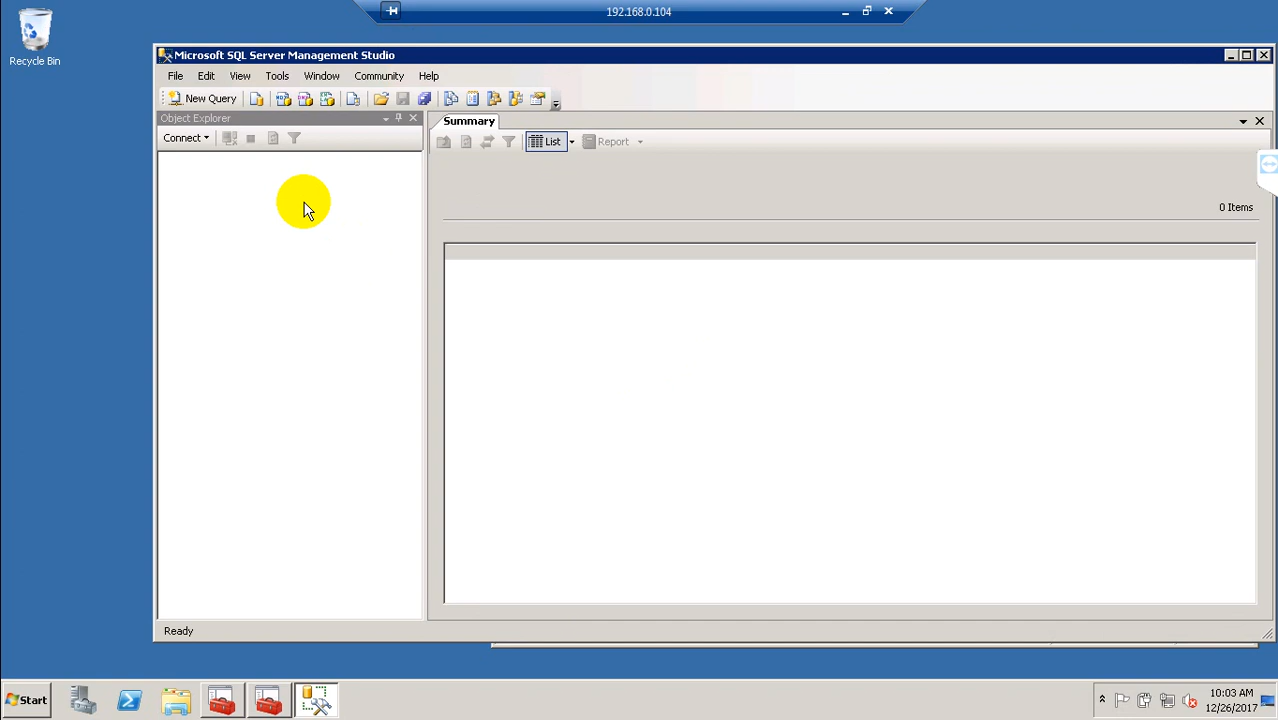 192.168.0.104
Recycle Bin
Microsoft SQL Server Management Studio
File Edit View Tools Window Community Help
New Query
Object Explorer
Connect
Summary
List Report
0 Items
Ready
Start
10:03 AM
12/26/2017